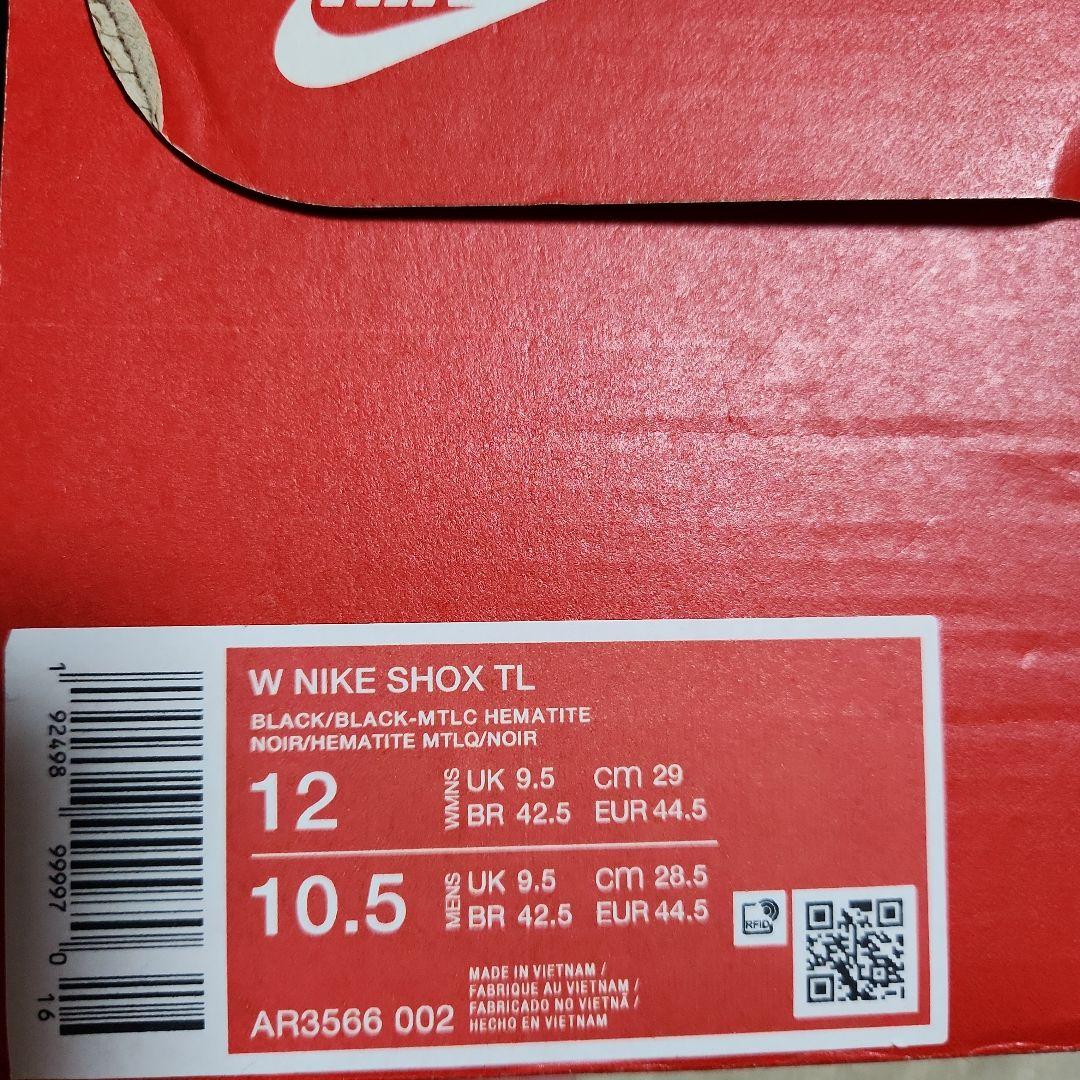 W NIKE SHOX TL
BLACK/BLACK-MTLC HEMATITE
NOIR/HEMATITE MTLQ/NOIR
12 WMNS UK 9.5 cm 29
BR 42.5 EUR 44.5
10.5 MENS UK 9.5 cm 28.5
BR 42.5 EUR 44.5
RFID
MADE IN VIETNAM /
FABRIQUE AU VIETNAM /
FABRICADO NO VIETNÃ /
HECHO EN VIETNAM
AR3566 002
1 92498 99997 0 16